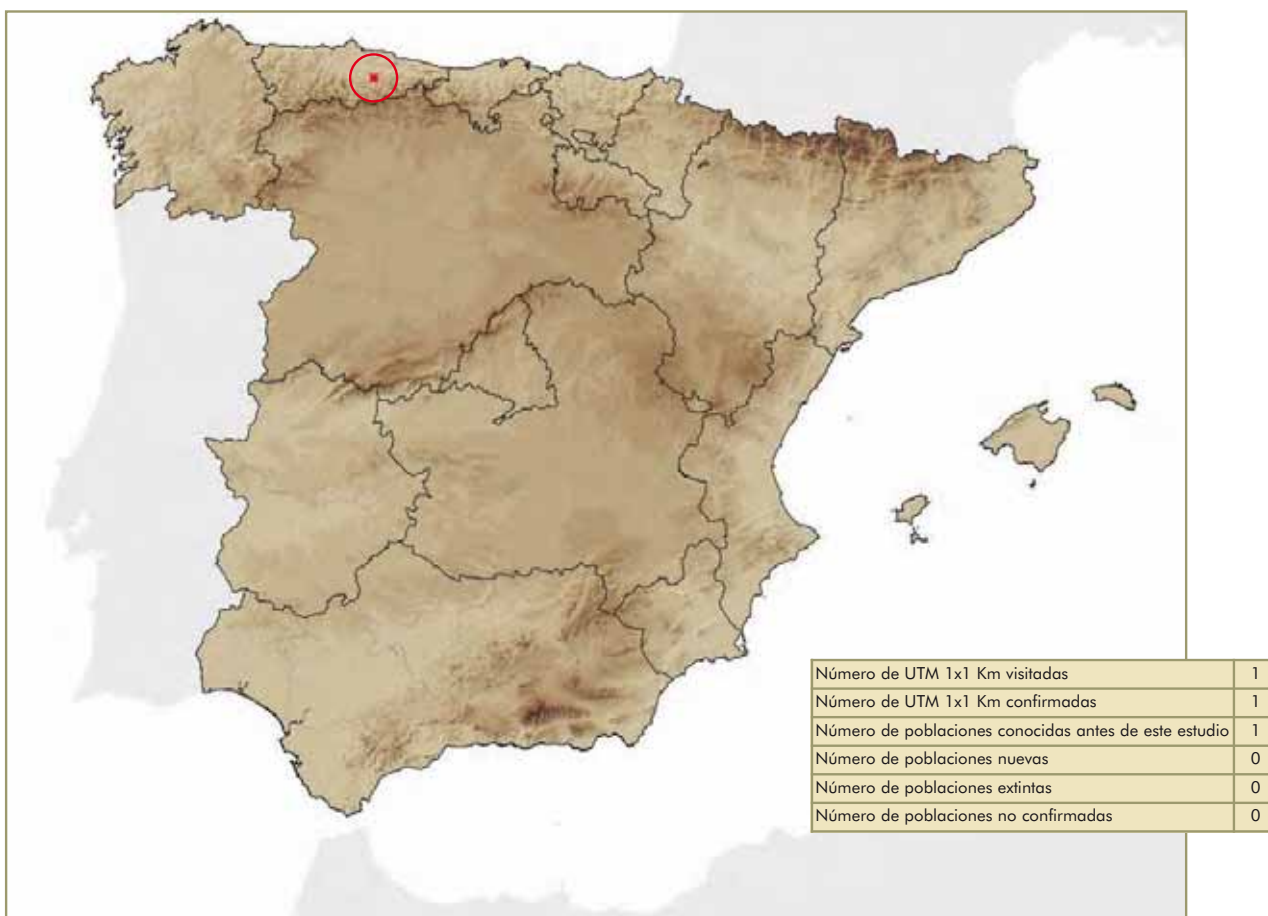 Número de UTM 1x1 Km visitadas 1
Número de UTM 1x1 Km confirmadas 1
Número de poblaciones conocidas antes de este estudio 1
Número de poblaciones nuevas 0
Número de poblaciones extintas 0
Número de poblaciones no confirmadas 0